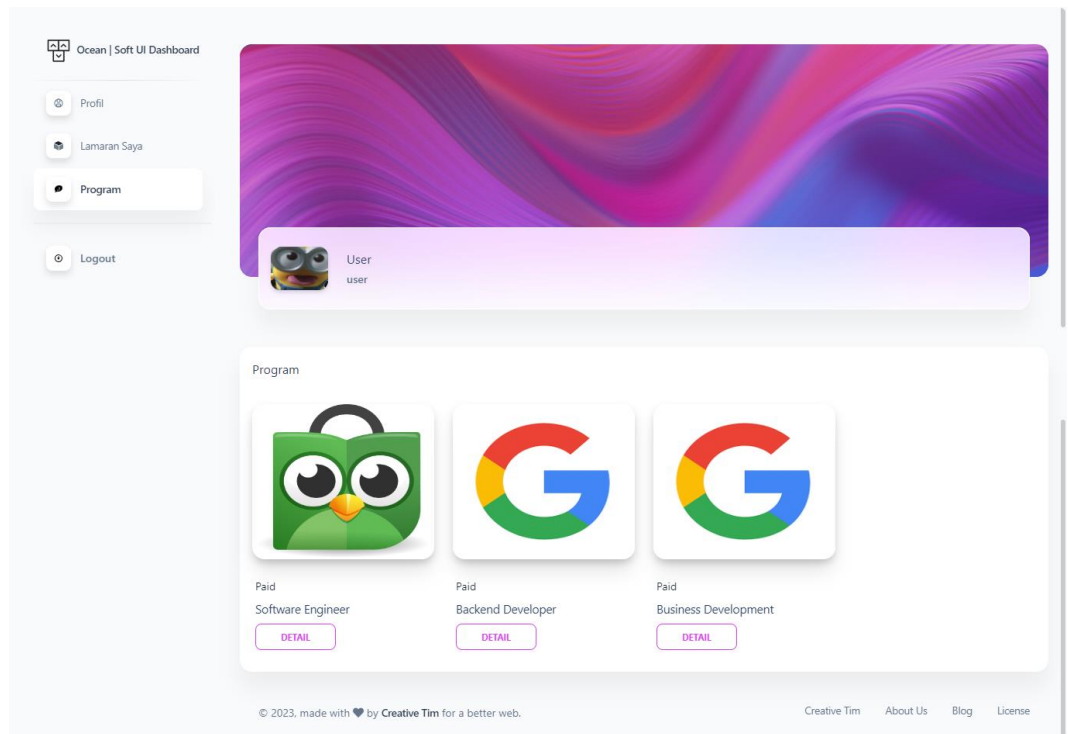 Ocean | Soft UI Dashboard
Profil
Lamaran Saya
Program
Logout
User
user
Program
Paid
Software Engineer
DETAIL
Paid
Backend Developer
DETAIL
Paid
Business Development
DETAIL
© 2023, made with ♥ by Creative Tim for a better web.
Creative Tim About Us Blog License